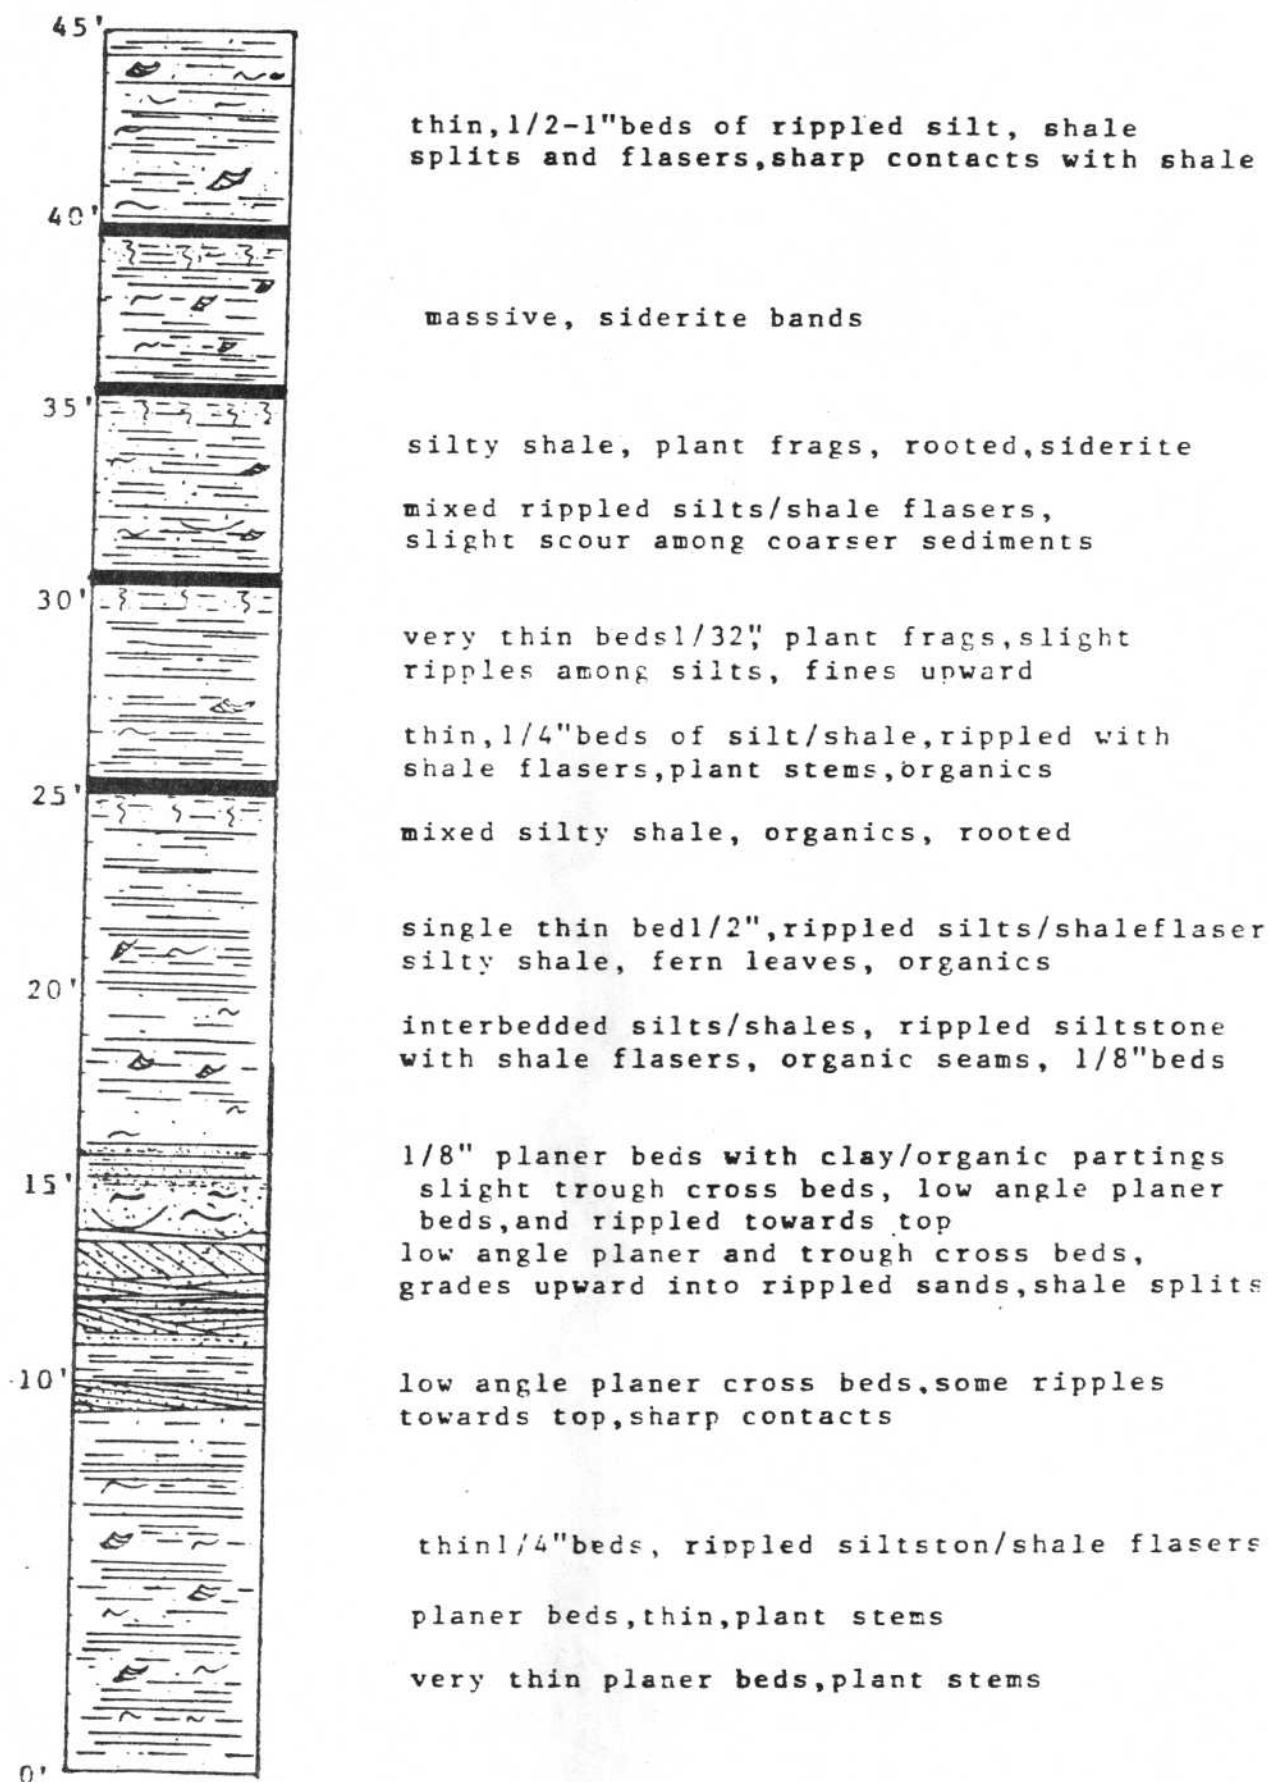 45'
thin,1/2-1"beds of rippled silt, shale
splits and flasers,sharp contacts with shale
40'
massive, siderite bands
35'
silty shale, plant frags, rooted,siderite
mixed rippled silts/shale flasers,
slight scour among coarser sediments
30'
very thin beds1/32", plant frags,slight
ripples among silts, fines upward
thin,1/4"beds of silt/shale,rippled with
shale flasers,plant stems,organics
25'
mixed silty shale, organics, rooted
single thin bed1/2",rippled silts/shaleflaser
silty shale, fern leaves, organics
20'
interbedded silts/shales, rippled siltstone
with shale flasers, organic seams, 1/8"beds
1/8" planer beds with clay/organic partings
15'
slight trough cross beds, low angle planer
beds,and rippled towards top
low angle planer and trough cross beds,
grades upward into rippled sands,shale splits
10'
low angle planer cross beds,some ripples
towards top,sharp contacts
thin1/4"beds, rippled siltston/shale flasers
planer beds,thin,plant stems
very thin planer beds,plant stems
0'